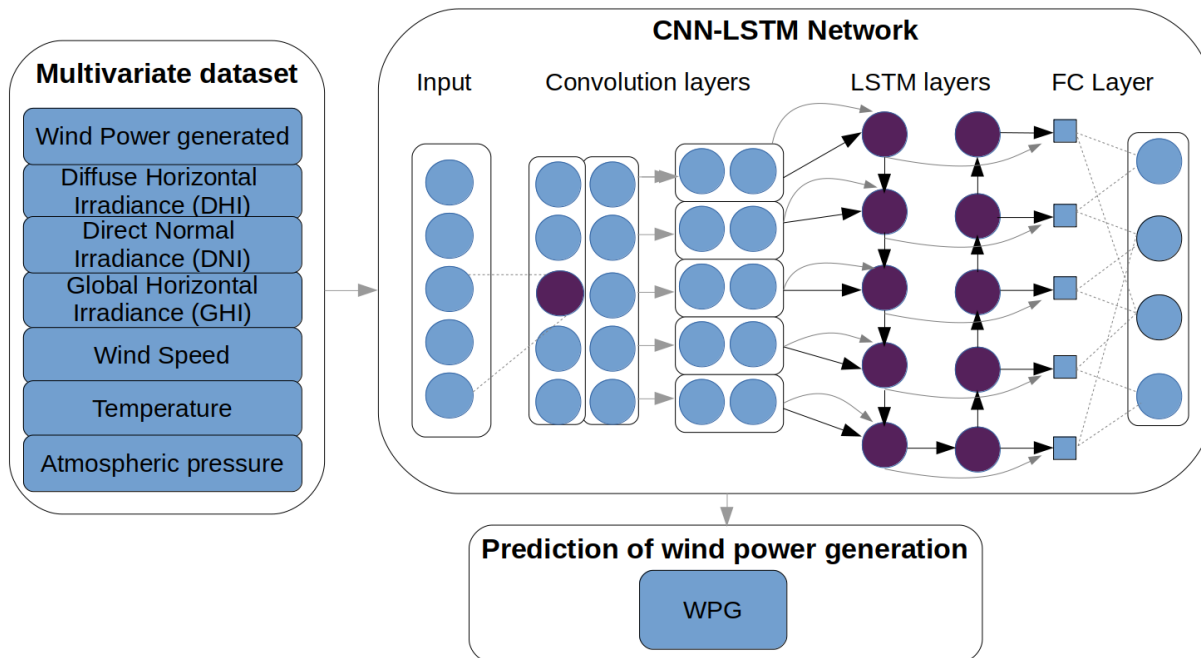 Multivariate dataset
Wind Power generated
Diffuse Horizontal
Irradiance (DHI)
Direct Normal
Irradiance (DNI)
Global Horizontal
Irradiance (GHI)
Wind Speed
Temperature
Atmospheric pressure
CNN-LSTM Network
Input
Convolution layers
LSTM layers
FC Layer
Prediction of wind power generation
WPG